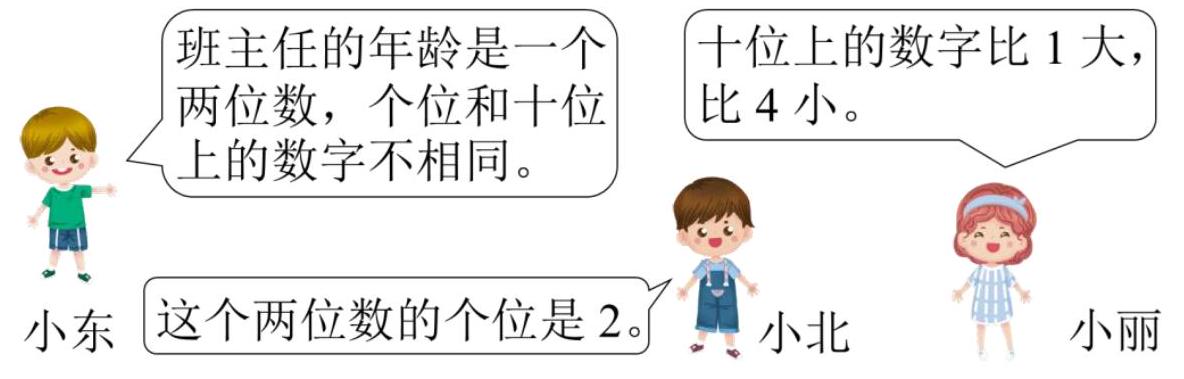 班主任的年龄是一个
两位数，个位和十位
上的数字不相同。
十位上的数字比 1 大，
比 4 小。
小东
这个两位数的个位是 2。
小北
小丽